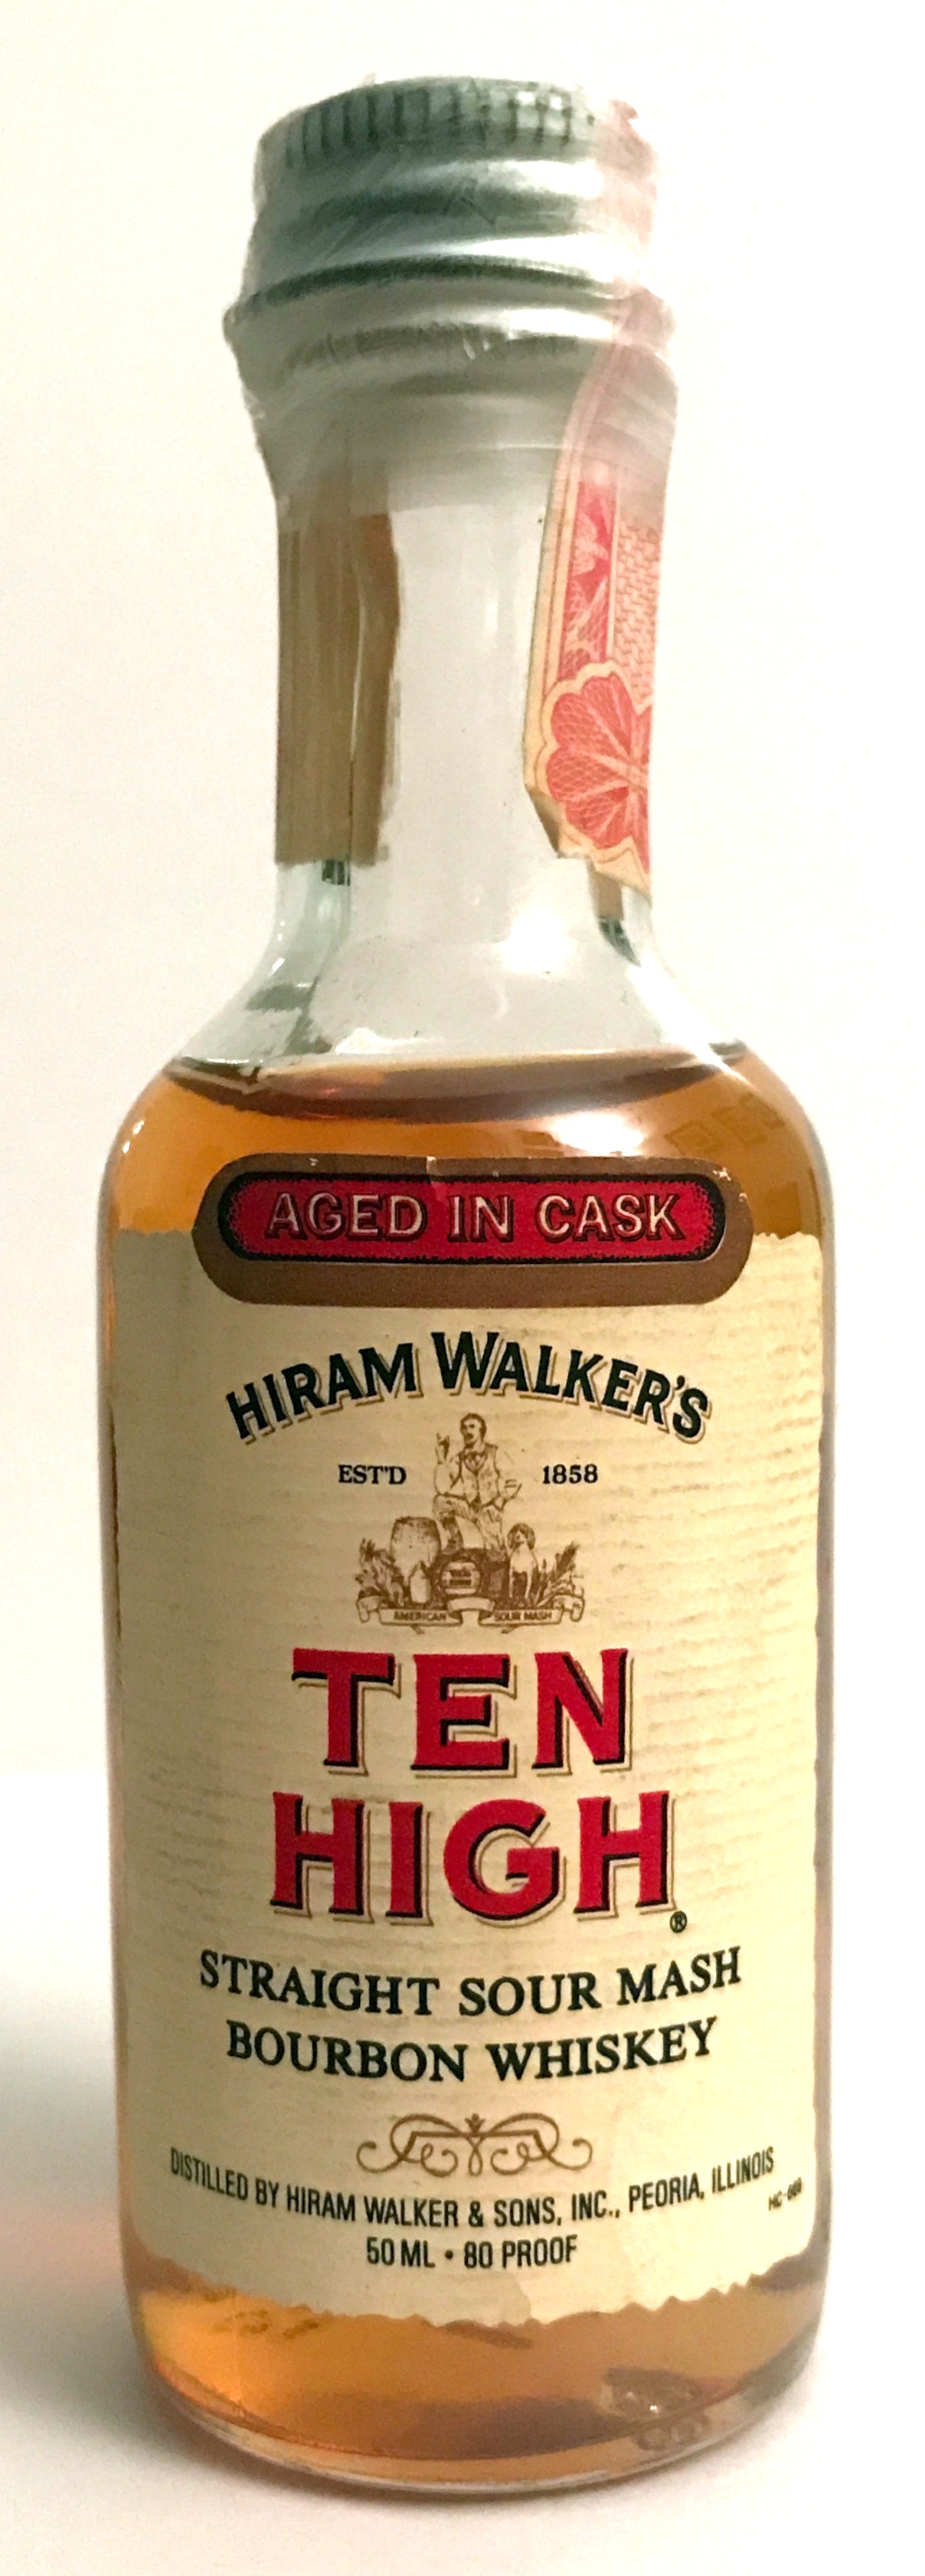 AGED IN CASK
HIRAM WALKER'S
EST'D 1858
AMERICAN SOUR MASH
TEN
HIGH®
STRAIGHT SOUR MASH
BOURBON WHISKEY
DISTILLED BY HIRAM WALKER & SONS, INC., PEORIA, ILLINOIS
50 ML • 80 PROOF